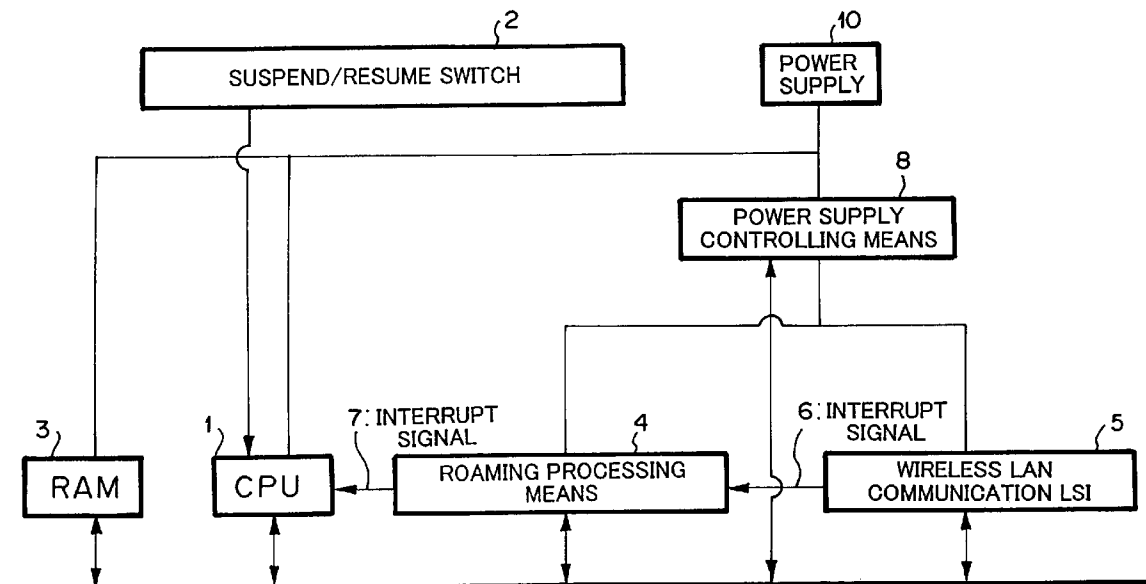 2
SUSPEND/RESUME SWITCH
10
POWER
SUPPLY
8
POWER SUPPLY
CONTROLLING MEANS
3
RAM
1
CPU
7: INTERRUPT
SIGNAL
4
ROAMING PROCESSING
MEANS
6: INTERRUPT
SIGNAL
5
WIRELESS LAN
COMMUNICATION LSI